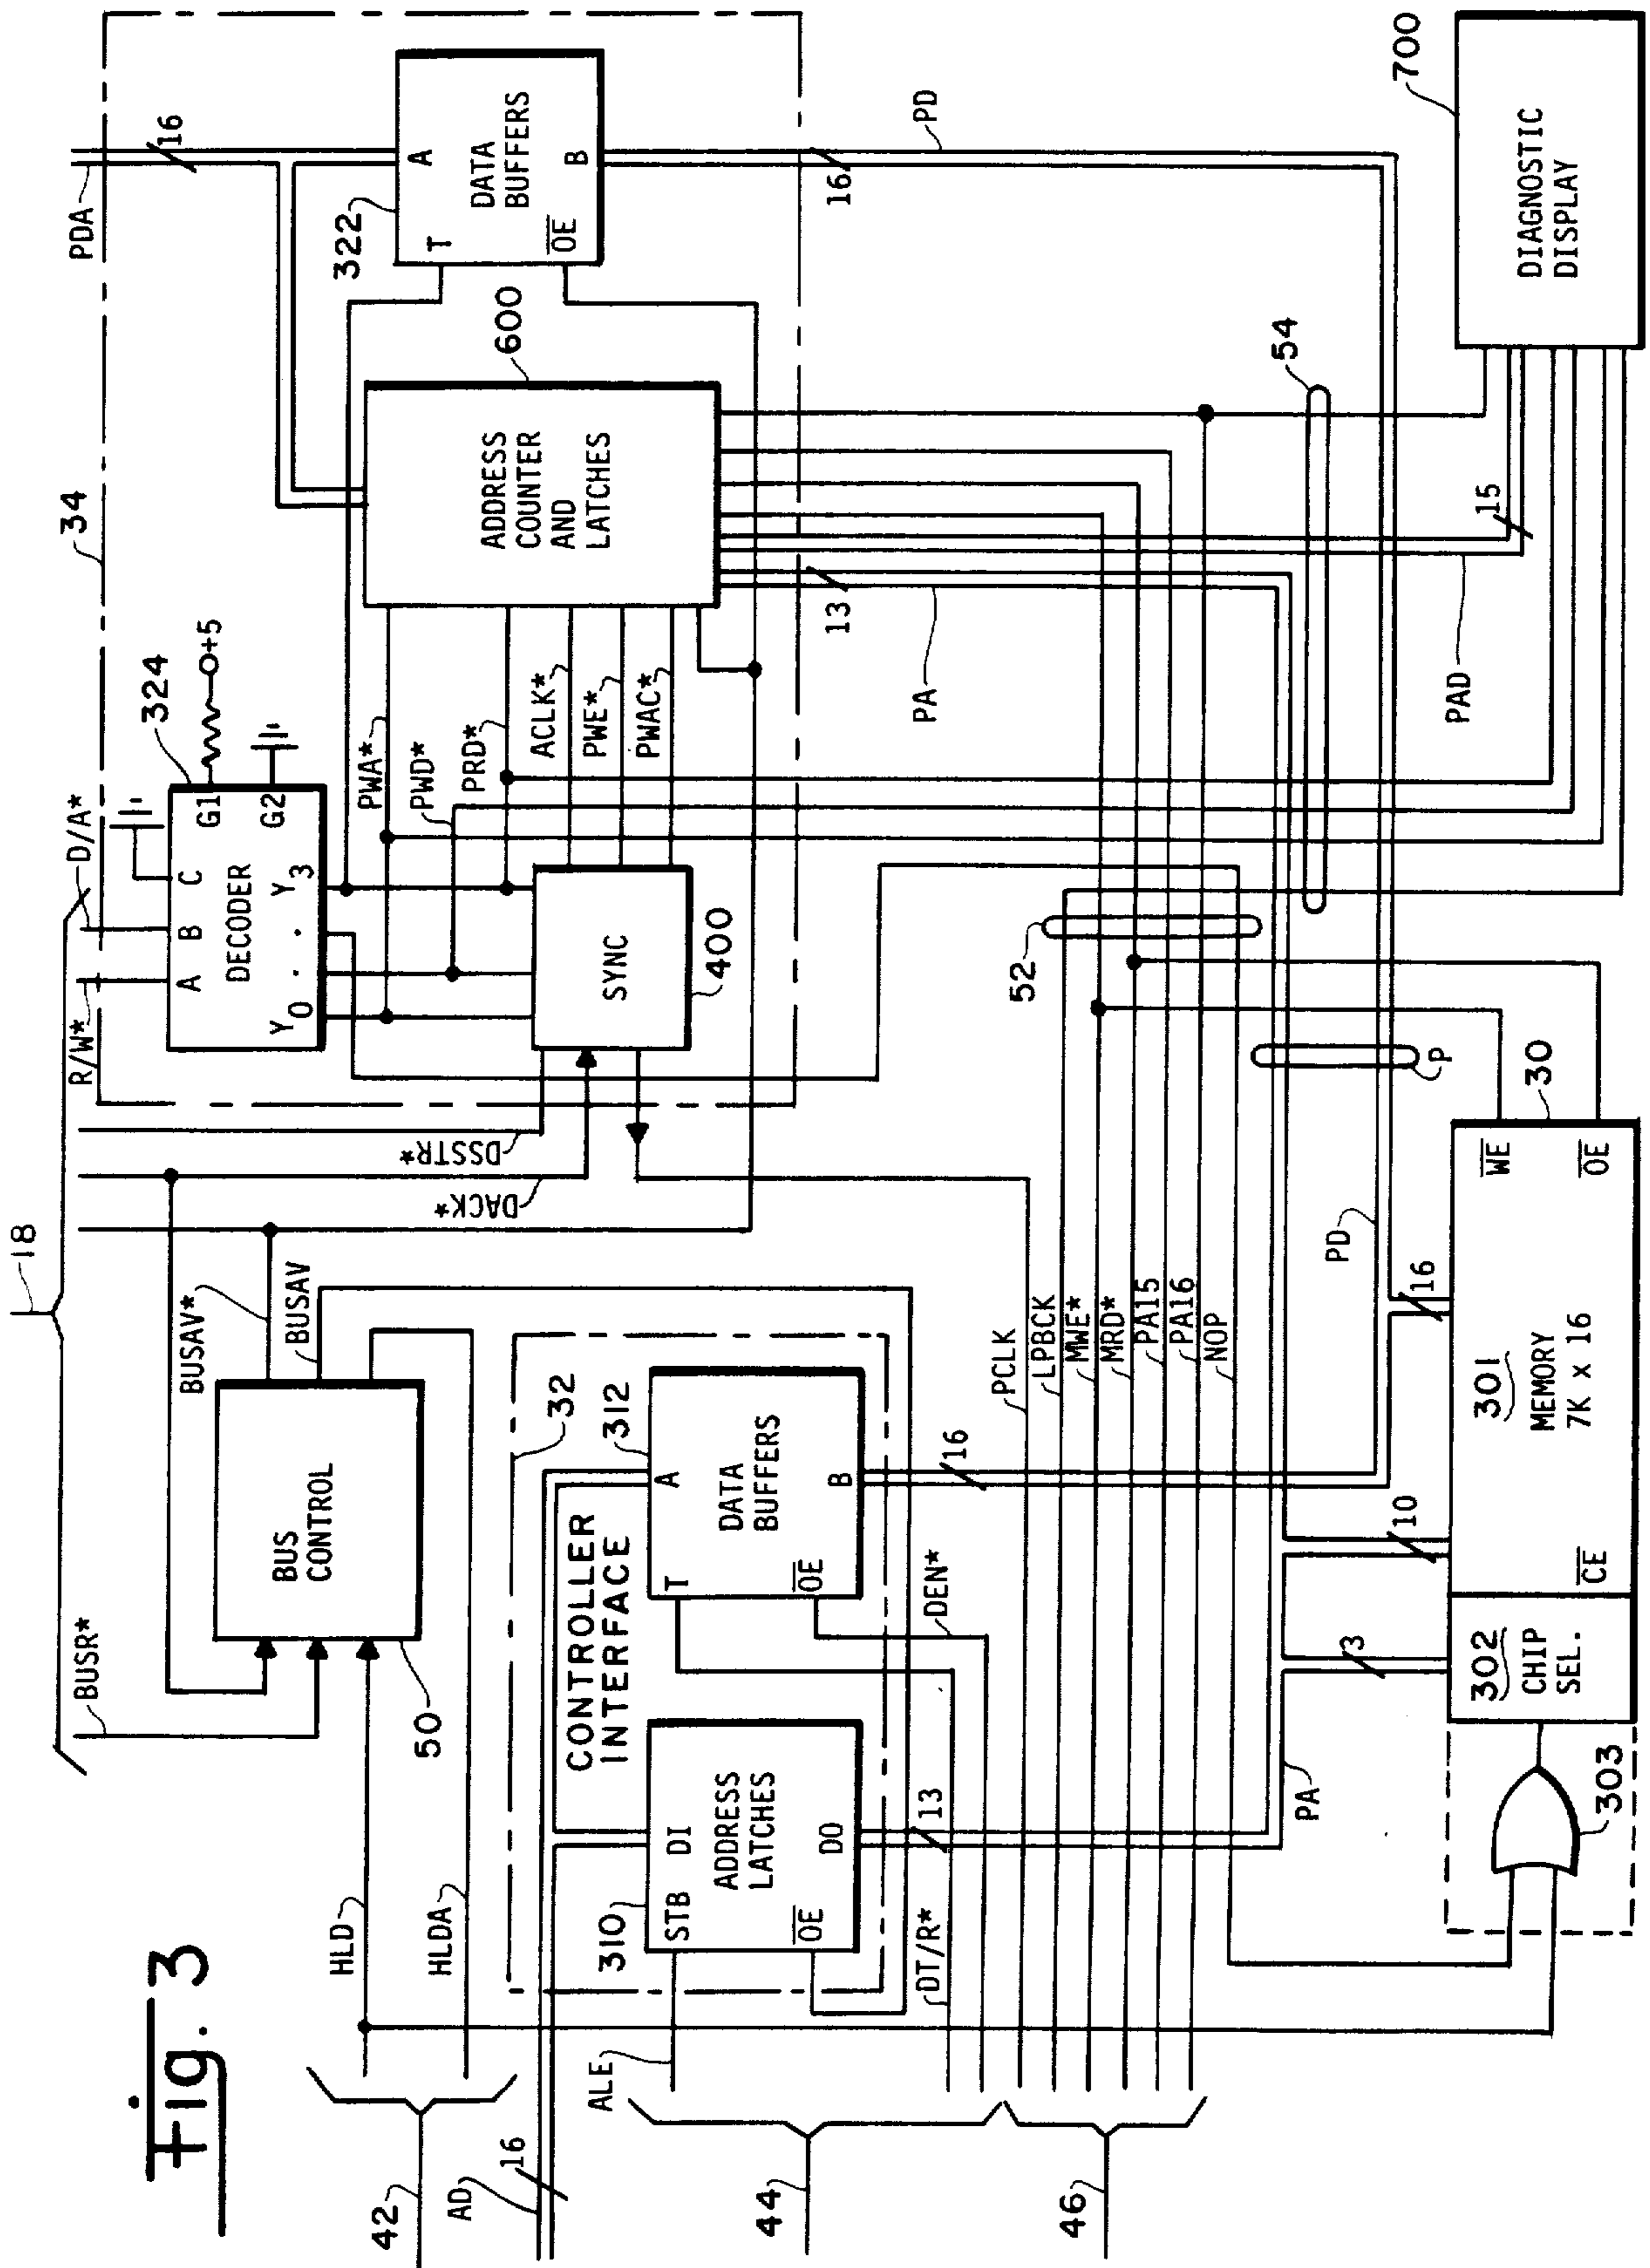 Fig. 3
18
BUSR*
BUSAV*
BUSAV
DACK*
DSSTR*
R/W*
D/A*
34
PDA
16
HLD
HLDA
42
50
BUS
CONTROL
324
A B C
DECODER
Y0 . . Y3
G1
G2
+5
PWA*
PWD*
PRD*
ACLK*
PWE*
PWAC*
SYNC
400
600
ADDRESS
COUNTER
AND
LATCHES
322
A
T
DATA
BUFFERS
OE
B
16
PD
AD
16
CONTROLLER
INTERFACE
32
310
STB DI
ADDRESS
LATCHES
OE DO
312
A
T
DATA
BUFFERS
OE
B
ALE
13
16
DT/R*
DEN*
44
46
PCLK
LPBCK
MWE*
MRD*
PA15
PA16
NOP
52
54
13
PA
PAD
15
P
PA
PD
3
10
16
303
302
CHIP
SEL.
CE
301
MEMORY
7K x 16
WE
OE
30
700
DIAGNOSTIC
DISPLAY